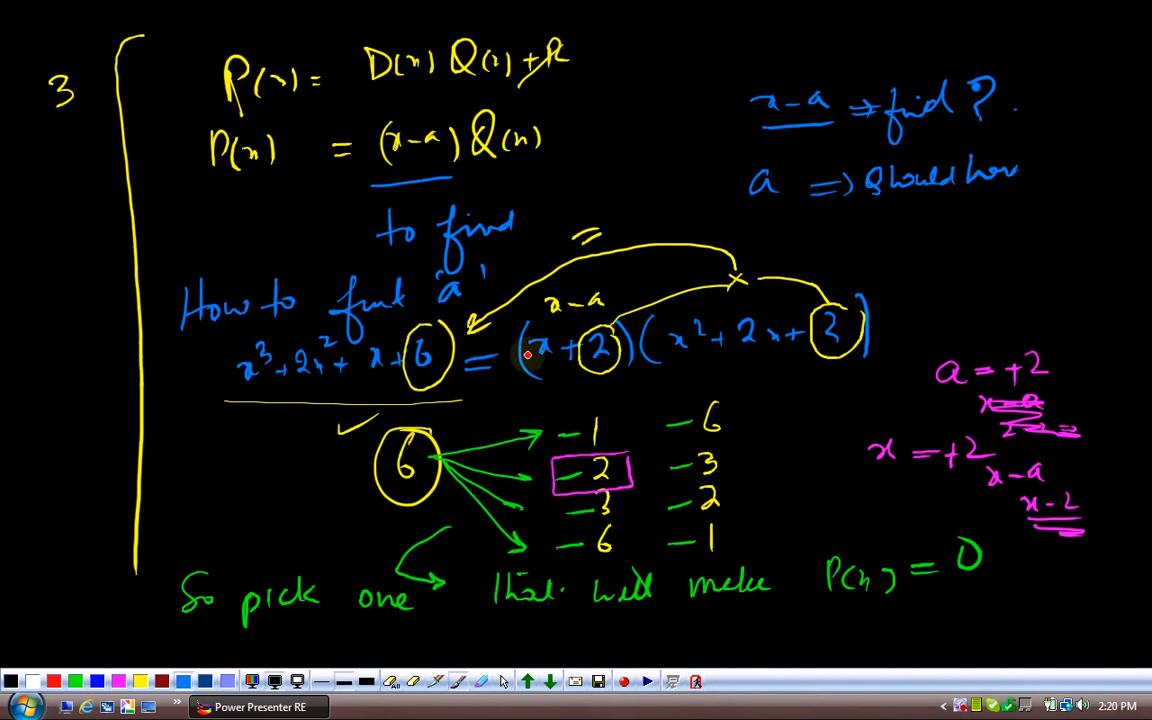 3
P(x) = D(x) Q(x) + R
P(x) = (x-a) Q(x)
x-a ⇒ find ?
a ⇒ should have
to find
How to find 'a'
x-a
x³+2x²+x+6 = (x+2)(x²+2x+3)
a = +2
x = +2
x-a
x-2
6
-1 -6
-2 -3
-3 -2
-6 -1
So pick one that will make P(x) = 0
Power Presenter RE
2:20 PM